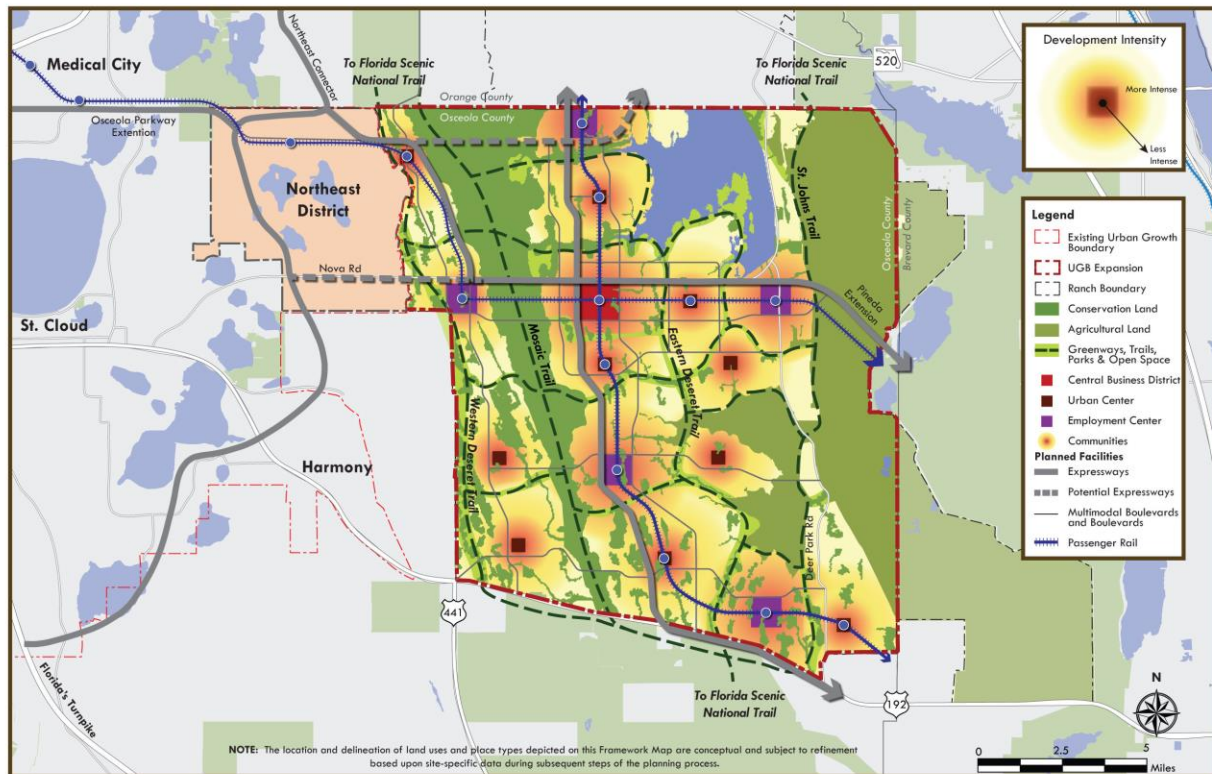 Medical City
Osceola Parkway
Extention
Northeast Connector
To Florida Scenic
National Trail
Orange County
Osceola County
To Florida Scenic
National Trail
520
Northeast
District
Nova Rd
St. Cloud
Harmony
Florida's Turnpike
441
Western Deseret Trail
Mosaic Trail
Eastern Deseret Trail
St. Johns Trail
Osceola County
Brevard County
Pineda
Extension
Deer Park Rd
To Florida Scenic
National Trail
192
Development Intensity
More Intense
Less
Intense
Legend
Existing Urban Growth
Boundary
UGB Expansion
Ranch Boundary
Conservation Land
Agricultural Land
Greenways, Trails,
Parks & Open Space
Central Business District
Urban Center
Employment Center
Communities
Planned Facilities
Expressways
Potential Expressways
Multimodal Boulevards
and Boulevards
Passenger Rail
N
0 2.5 5
Miles
NOTE: The location and delineation of land uses and place types depicted on this Framework Map are conceptual and subject to refinement
based upon site-specific data during subsequent steps of the planning process.